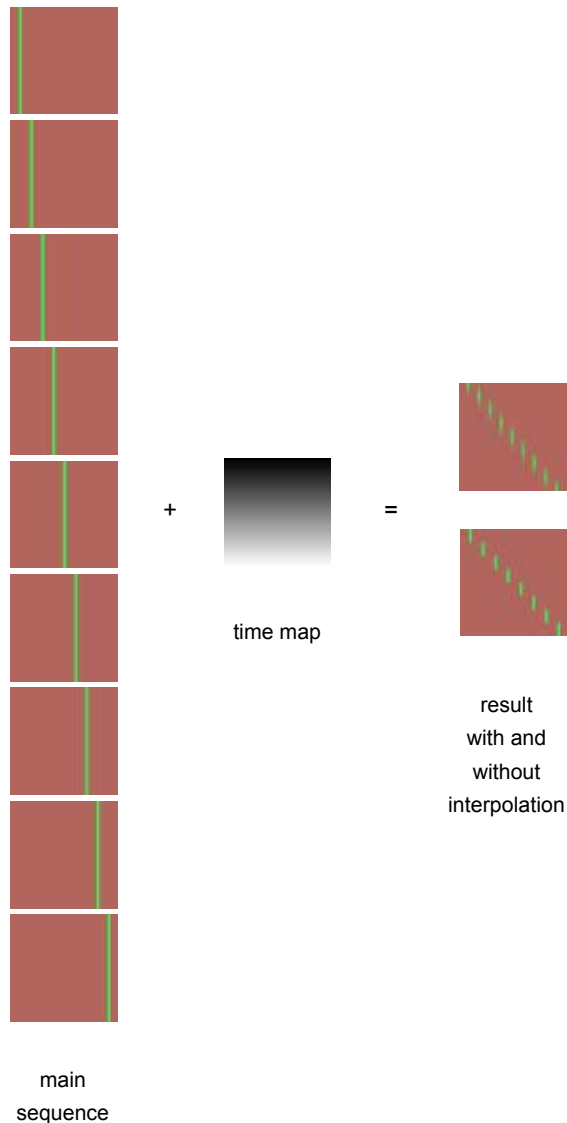 +
=
time map
result
with and
without
interpolation
main
sequence